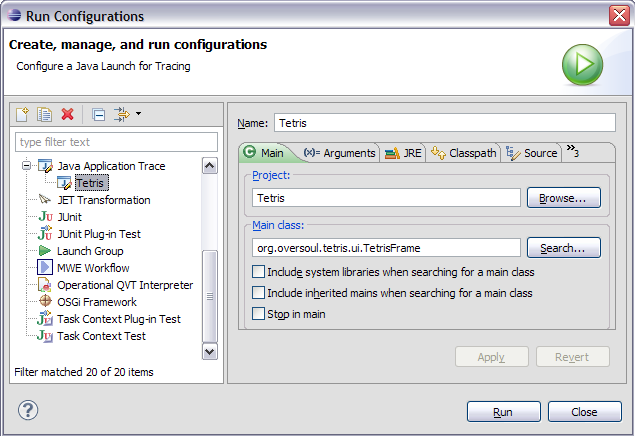 Run Configurations
Create, manage, and run configurations
Configure a Java Launch for Tracing
type filter text
Java Application Trace
Tetris
JET Transformation
JUnit
JUnit Plug-in Test
Launch Group
MWE Workflow
Operational QVT Interpreter
OSGi Framework
Task Context Plug-in Test
Task Context Test
Filter matched 20 of 20 items
Name: Tetris
Main Arguments JRE Classpath Source »3
Project:
Tetris Browse...
Main class:
org.oversoul.tetris.ui.TetrisFrame Search...
Include system libraries when searching for a main class
Include inherited mains when searching for a main class
Stop in main
Apply Revert
Run Close